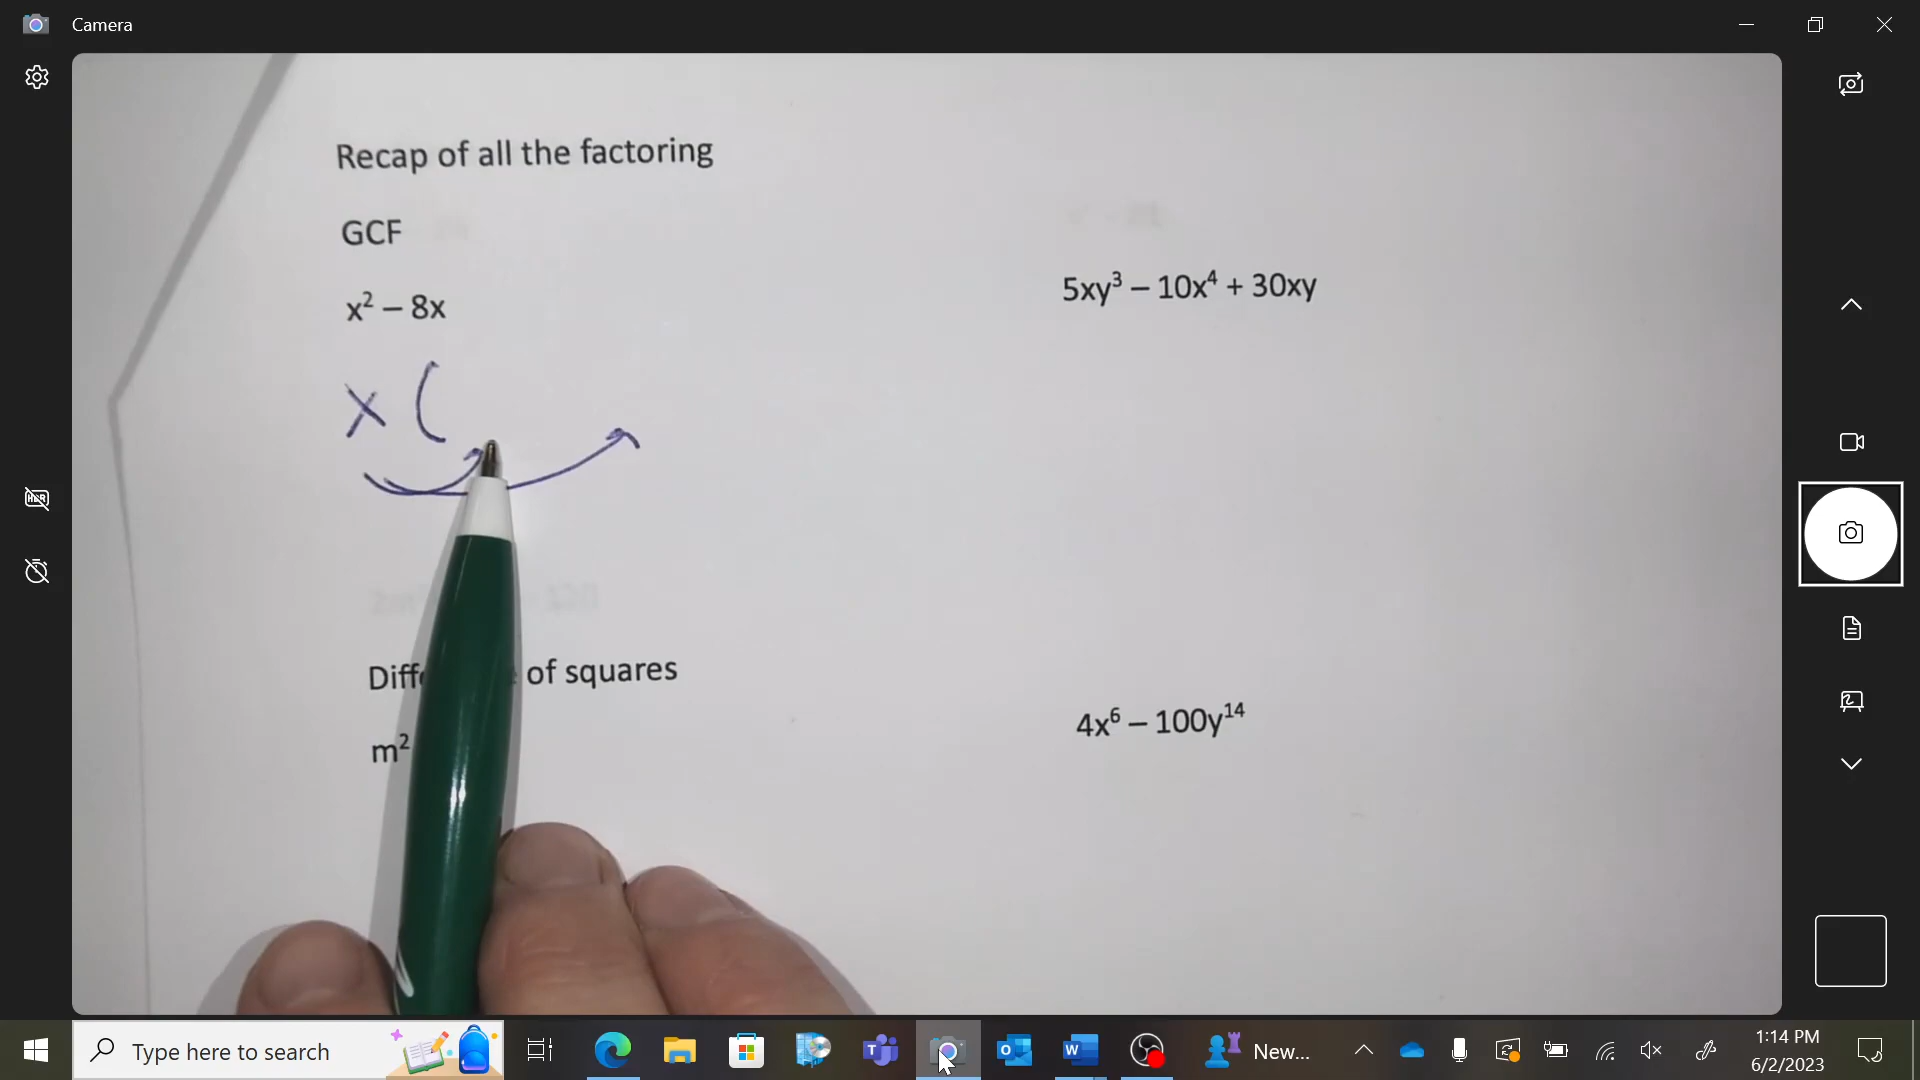 Camera
Recap of all the factoring
GCF
x² – 8x
5xy³ – 10x⁴ + 30xy
x (
of squares
m²
4x⁶ – 100y¹⁴
Type here to search
New...
1:14 PM
6/2/2023